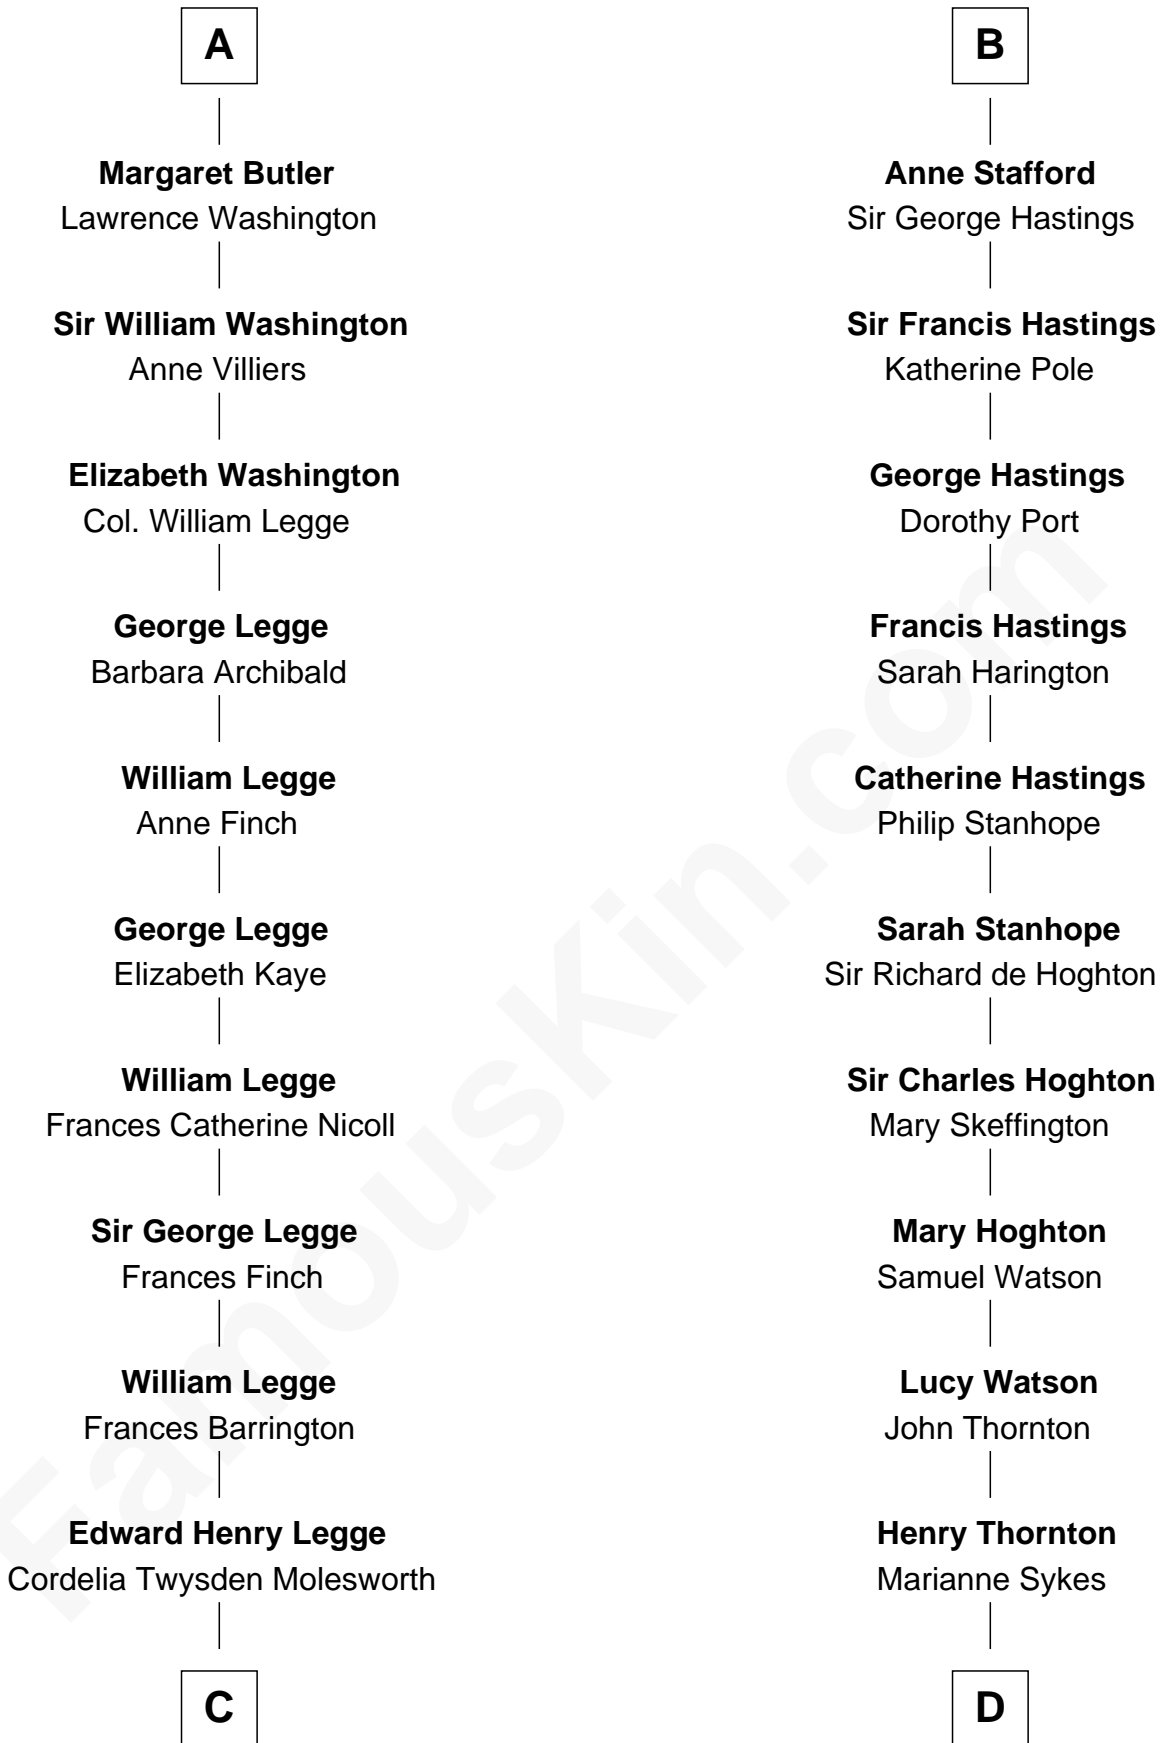 A
Margaret Butler
Lawrence Washington
Sir William Washington
Anne Villiers
Elizabeth Washington
Col. William Legge
George Legge
Barbara Archibald
William Legge
Anne Finch
George Legge
Elizabeth Kaye
William Legge
Frances Catherine Nicoll
Sir George Legge
Frances Finch
William Legge
Frances Barrington
Edward Henry Legge
Cordelia Twysden Molesworth
C
B
Anne Stafford
Sir George Hastings
Sir Francis Hastings
Katherine Pole
George Hastings
Dorothy Port
Francis Hastings
Sarah Harington
Catherine Hastings
Philip Stanhope
Sarah Stanhope
Sir Richard de Hoghton
Sir Charles Hoghton
Mary Skeffington
Mary Hoghton
Samuel Watson
Lucy Watson
John Thornton
Henry Thornton
Marianne Sykes
D
FamousKin.com